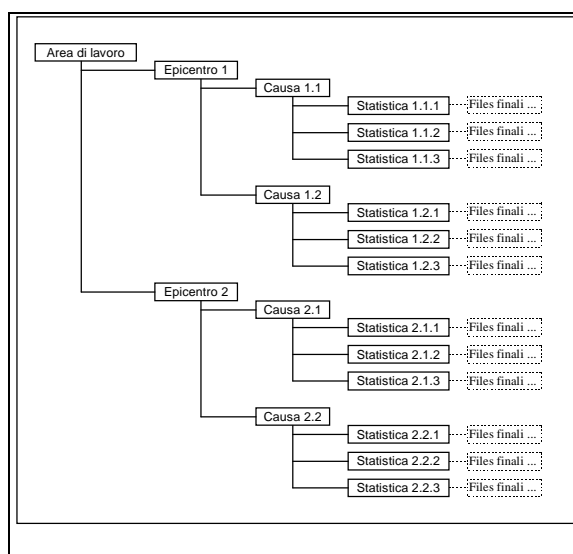 Area di lavoro
Epicentro 1
Causa 1.1
Statistica 1.1.1 Files finali ...
Statistica 1.1.2 Files finali ...
Statistica 1.1.3 Files finali ...
Causa 1.2
Statistica 1.2.1 Files finali ...
Statistica 1.2.2 Files finali ...
Statistica 1.2.3 Files finali ...
Epicentro 2
Causa 2.1
Statistica 2.1.1 Files finali ...
Statistica 2.1.2 Files finali ...
Statistica 2.1.3 Files finali ...
Causa 2.2
Statistica 2.2.1 Files finali ...
Statistica 2.2.2 Files finali ...
Statistica 2.2.3 Files finali ...